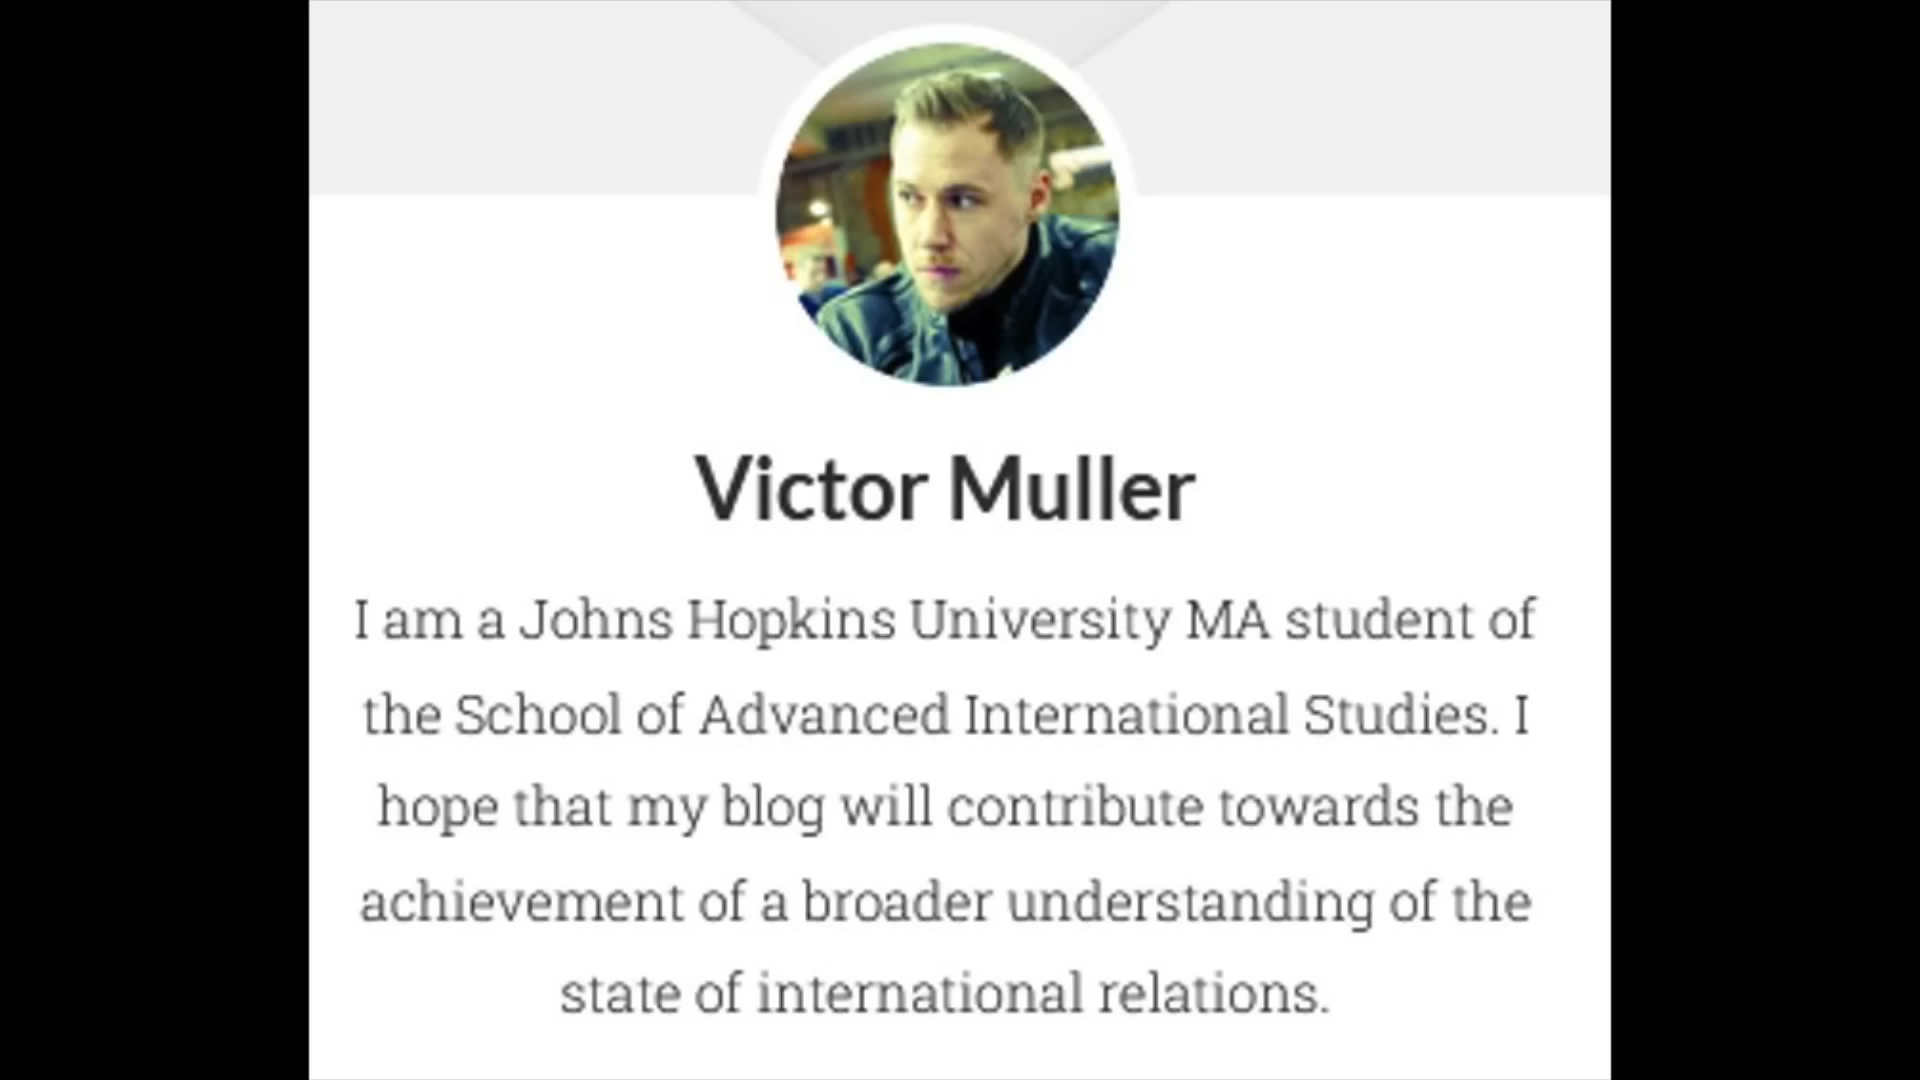 Victor Muller
I am a Johns Hopkins University MA student of
the School of Advanced International Studies. I
hope that my blog will contribute towards the
achievement of a broader understanding of the
state of international relations.